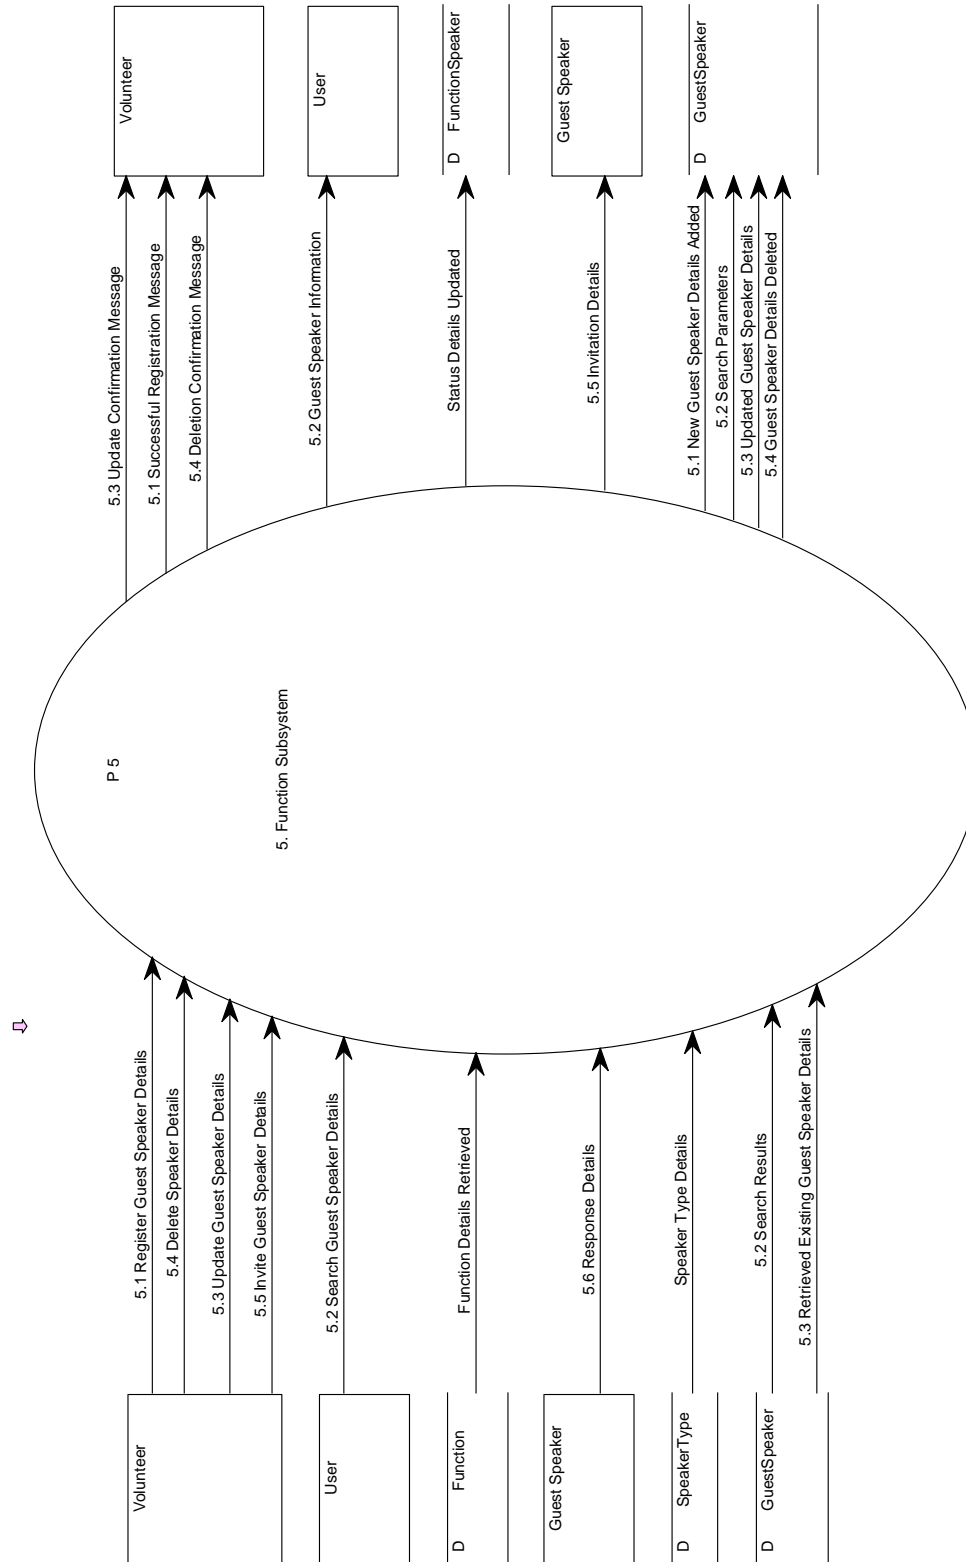 Volunteer
5.1 Register Guest Speaker Details
5.4 Delete Speaker Details
5.3 Update Guest Speaker Details
5.5 Invite Guest Speaker Details
User
5.2 Search Guest Speaker Details
D Function
Function Details Retrieved
Guest Speaker
5.6 Response Details
D SpeakerType
Speaker Type Details
D GuestSpeaker
5.2 Search Results
5.3 Retrieved Existing Guest Speaker Details
P 5
5. Function Subsystem
5.3 Update Confirmation Message
5.1 Successful Registration Message
5.4 Deletion Confirmation Message
Volunteer
5.2 Guest Speaker Information
User
Status Details Updated
D FunctionSpeaker
5.5 Invitation Details
Guest Speaker
5.1 New Guest Speaker Details Added
5.2 Search Parameters
5.3 Updated Guest Speaker Details
5.4 Guest Speaker Details Deleted
D GuestSpeaker